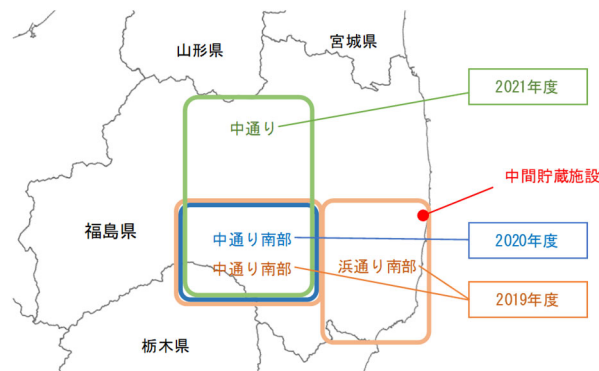 山形県
宮城県
2021年度
中通り
中間貯蔵施設
福島県
中通り南部
2020年度
中通り南部
浜通り南部
2019年度
栃木県